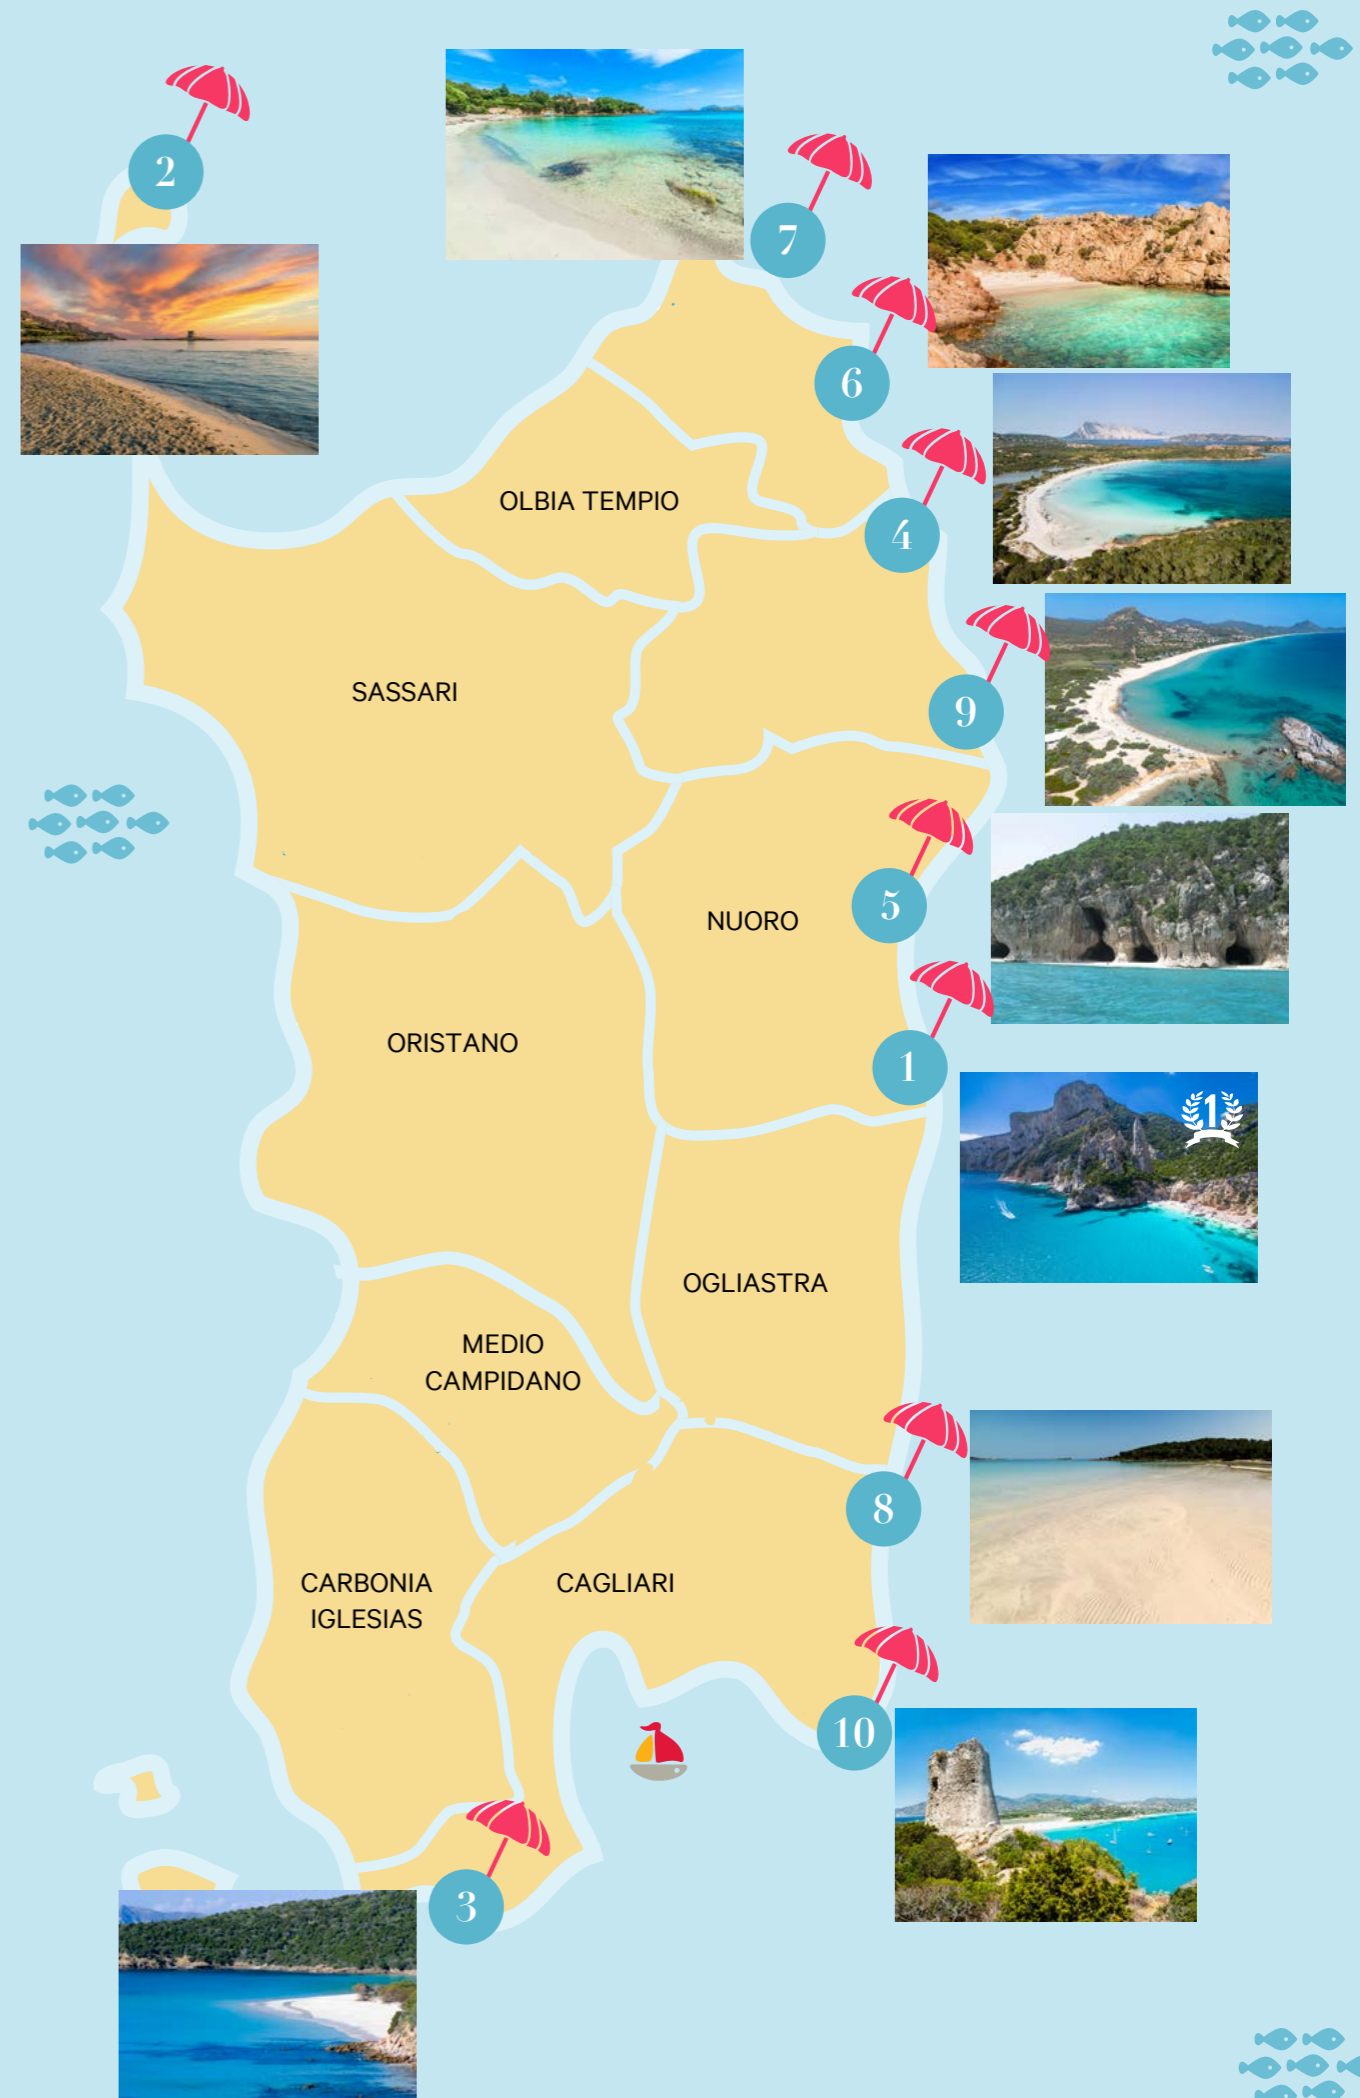 2
7
6
4
OLBIA TEMPIO
SASSARI
9
5
NUORO
1
ORISTANO
1
OGLIASTRA
MEDIO
CAMPIDANO
8
CARBONIA
IGLESIAS
CAGLIARI
10
3